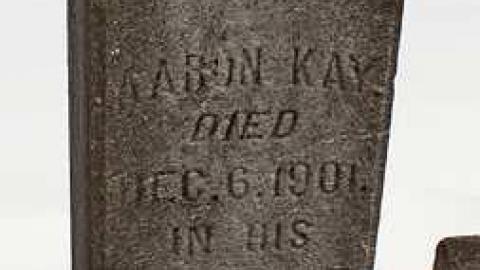 AARON KAY
DIED
DEC. 6. 1901.
IN HIS